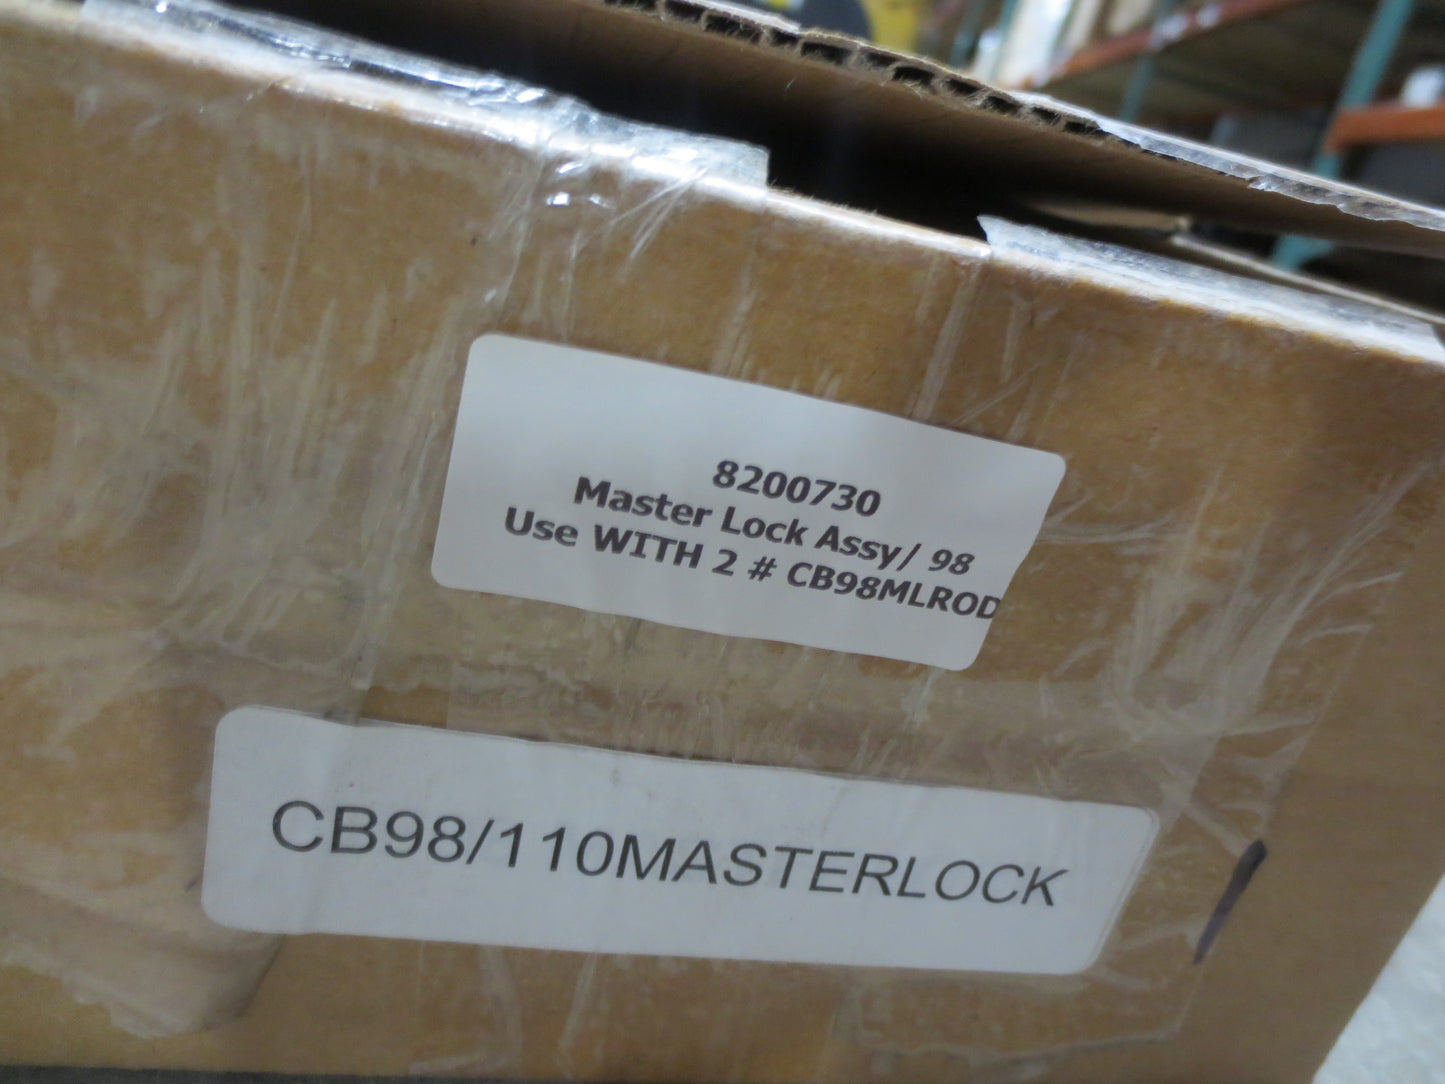 8200730
Master Lock Assy/ 98
Use WITH 2 # CB98MLROD
CB98/110MASTERLOCK